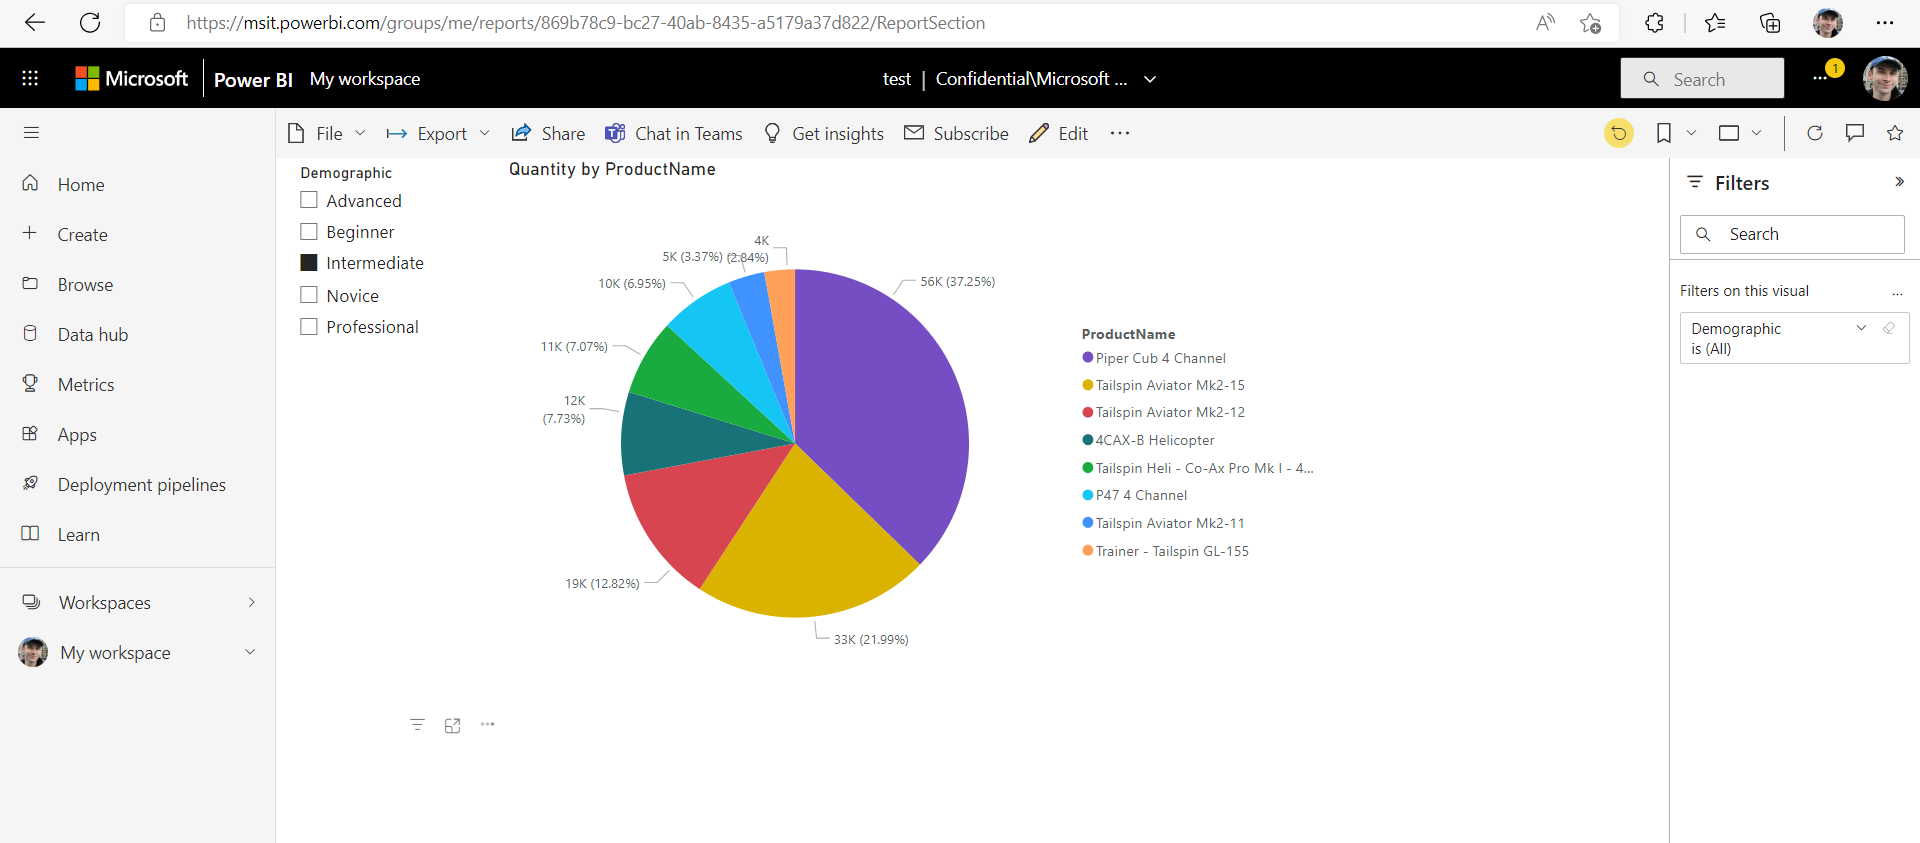 https://msit.powerbi.com/groups/me/reports/869b78c9-bc27-40ab-8435-a5179a37d822/ReportSection
Microsoft Power BI My workspace
test | Confidential\Microsoft ...
Search
1
File Export Share Chat in Teams Get insights Subscribe Edit
Home
Create
Browse
Data hub
Metrics
Apps
Deployment pipelines
Learn
Workspaces
My workspace
Demographic
Advanced
Beginner
Intermediate
Novice
Professional
Quantity by ProductName
4K
(2.84%)
5K (3.37%)
10K (6.95%)
11K (7.07%)
12K
(7.73%)
19K (12.82%)
33K (21.99%)
56K (37.25%)
ProductName
Piper Cub 4 Channel
Tailspin Aviator Mk2-15
Tailspin Aviator Mk2-12
4CAX-B Helicopter
Tailspin Heli - Co-Ax Pro Mk I - 4...
P47 4 Channel
Tailspin Aviator Mk2-11
Trainer - Tailspin GL-155
Filters
Search
Filters on this visual
Demographic
is (All)